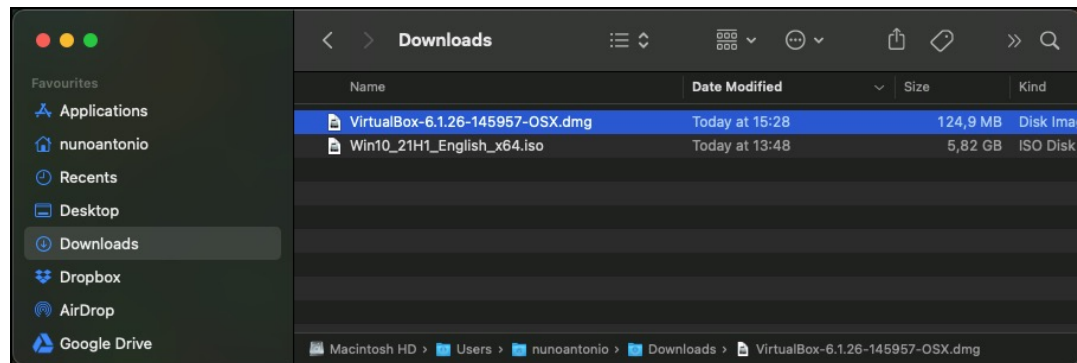 Downloads
Favourites
Applications
nunoantonio
Recents
Desktop
Downloads
Dropbox
AirDrop
Google Drive
Name Date Modified Size Kind
VirtualBox-6.1.26-145957-OSX.dmg Today at 15:28 124,9 MB Disk Ima
Win10_21H1_English_x64.iso Today at 13:48 5,82 GB ISO Disk
Macintosh HD › Users › nunoantonio › Downloads › VirtualBox-6.1.26-145957-OSX.dmg